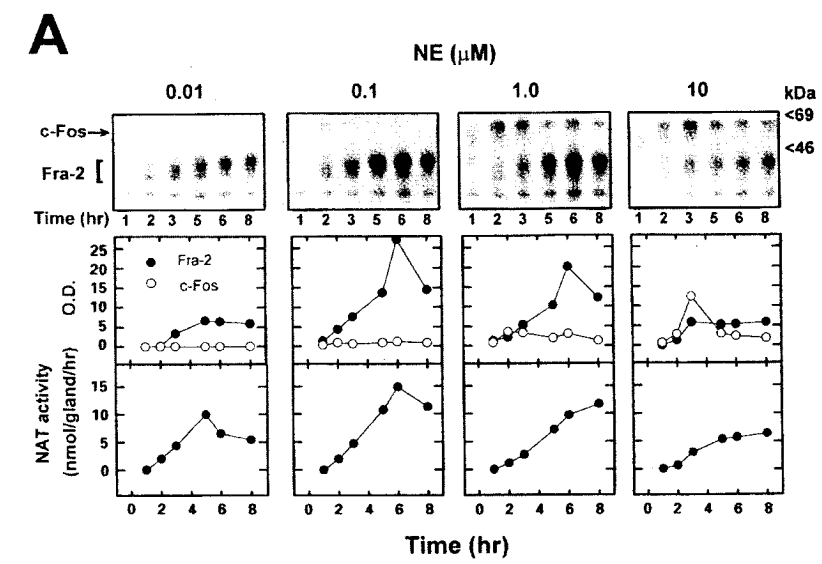 A
NE (μM)
0.01 0.1 1.0 10 kDa
<69
c-Fos→
<46
Fra-2 [
Time (hr) 1 2 3 5 6 8 1 2 3 5 6 8 1 2 3 5 6 8 1 2 3 5 6 8
25
20
15
10
5
0
O.D.
● Fra-2
○ c-Fos
15
10
5
0
NAT activity
(nmol/gland/hr)
0 2 4 6 8 0 2 4 6 8 0 2 4 6 8 0 2 4 6 8
Time (hr)